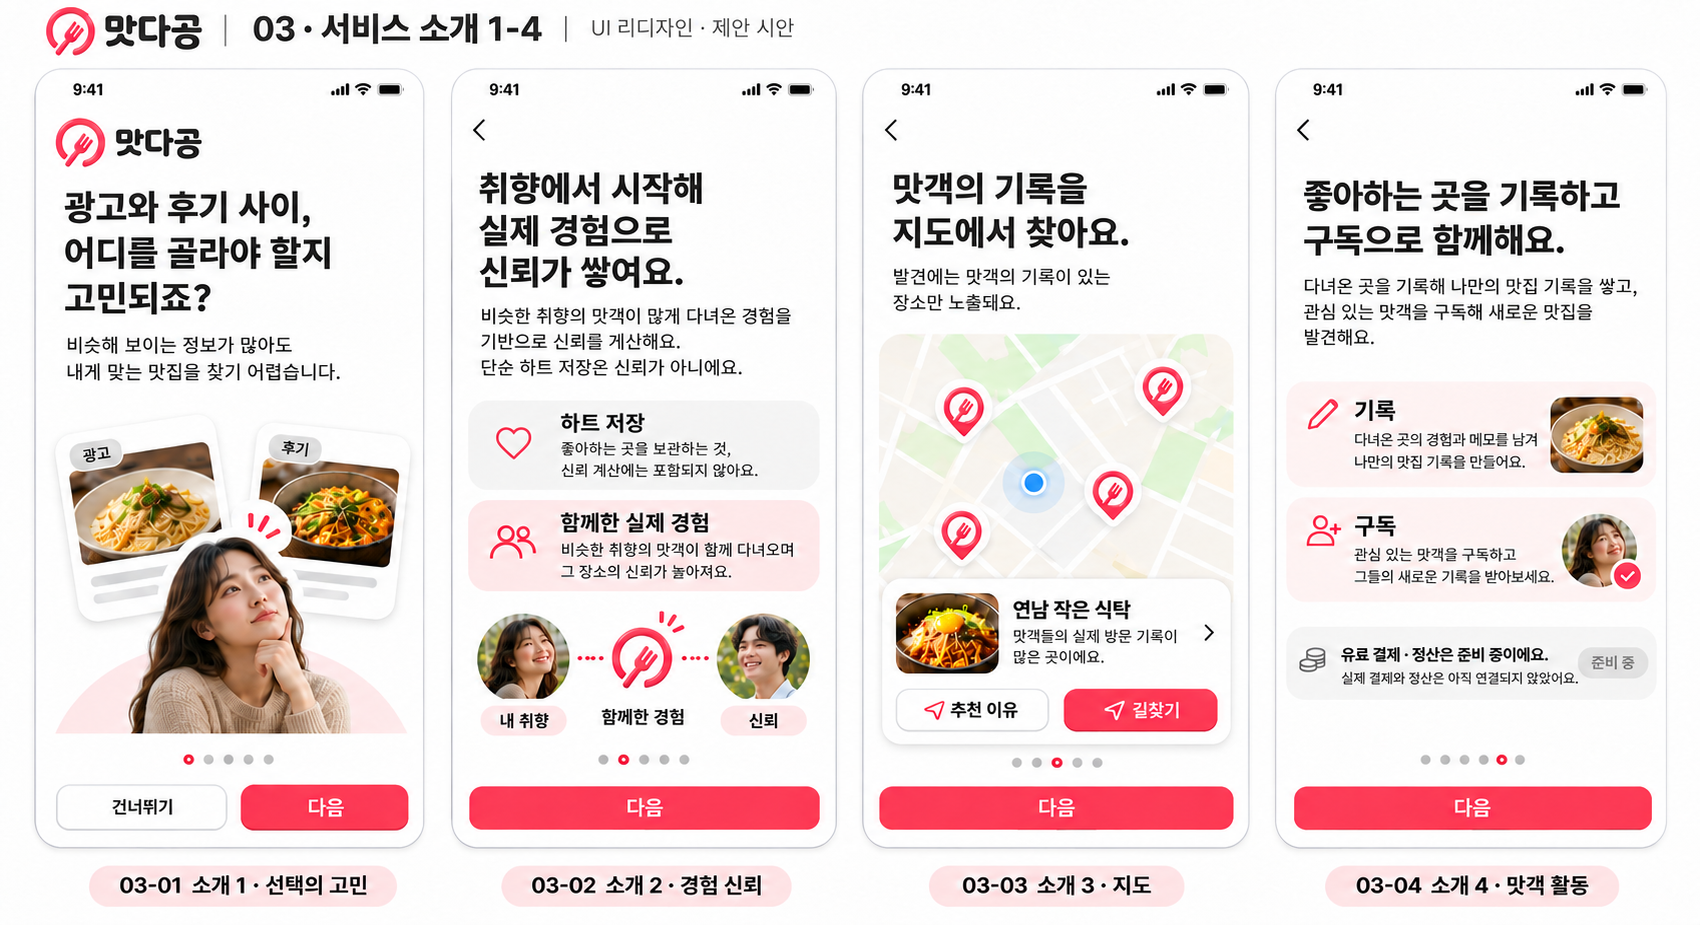 맛다공
03 · 서비스 소개 1-4
UI 리디자인 · 제안 시안
9:41
맛다공
광고와 후기 사이,
어디를 골라야 할지
고민되죠?
비슷해 보이는 정보가 많아도
내게 맞는 맛집을 찾기 어렵습니다.
광고
후기
건너뛰기
다음
03-01 소개 1 · 선택의 고민
9:41
취향에서 시작해
실제 경험으로
신뢰가 쌓여요.
비슷한 취향의 맛객이 많게 다녀온 경험을
기반으로 신뢰를 계산해요.
단순 하트 저장은 신뢰가 아니에요.
하트 저장
좋아하는 곳을 보관하는 것,
신뢰 계산에는 포함되지 않아요.
함께한 실제 경험
비슷한 취향의 맛객이 함께 다녀오며
그 장소의 신뢰가 높아져요.
내 취향
함께한 경험
신뢰
다음
03-02 소개 2 · 경험 신뢰
9:41
맛객의 기록을
지도에서 찾아요.
발견에는 맛객의 기록이 있는
장소만 노출돼요.
연남 작은 식탁
맛객들의 실제 방문 기록이
많은 곳이에요.
추천 이유
길찾기
다음
03-03 소개 3 · 지도
9:41
좋아하는 곳을 기록하고
구독으로 함께해요.
다녀온 곳을 기록해 나만의 맛집 기록을 쌓고,
관심 있는 맛객을 구독해 새로운 맛집을
발견해요.
기록
다녀온 곳의 경험과 메모를 남겨
나만의 맛집 기록을 만들어요.
구독
관심 있는 맛객을 구독하고
그들의 새로운 기록을 받아보세요.
유료 결제 · 정산은 준비 중이에요.
실제 결제와 정산은 아직 연결되지 않았어요.
준비 중
다음
03-04 소개 4 · 맛객 활동